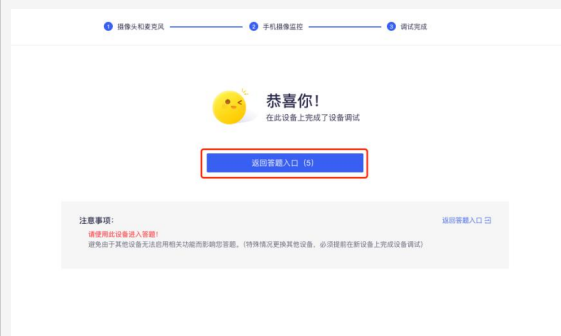 1 摄像头和麦克风 2 手机摄像监控 3 调试完成
恭喜你！
在此设备上完成了设备调试
返回答题入口（5）
注意事项：
返回答题入口
请使用此设备进入答题！
避免由于其他设备无法启用相关功能而影响您答题。（特殊情况更换其他设备，必须提前在新设备上完成设备调试）